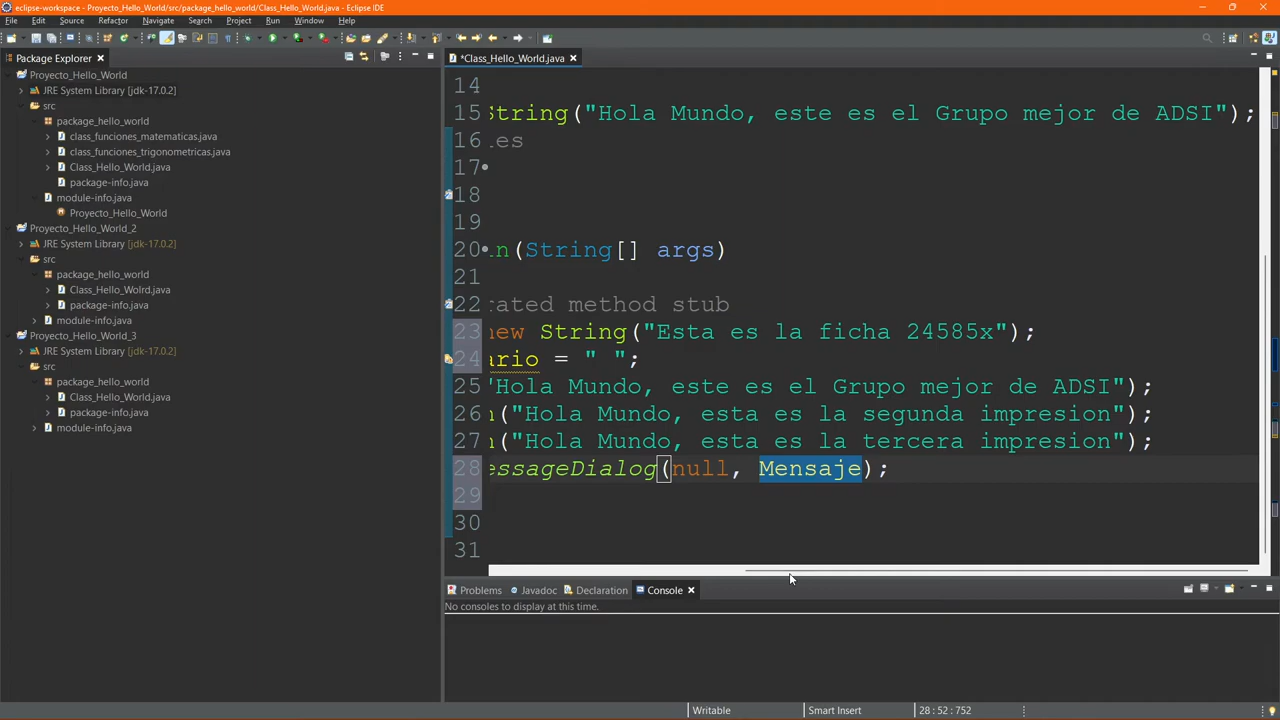 eclipse-workspace - Proyecto_Hello_World/src/package_hello_world/Class_Hello_World.java - Eclipse IDE
File Edit Source Refactor Navigate Search Project Run Window Help
Package Explorer
Proyecto_Hello_World
JRE System Library [jdk-17.0.2]
src
package_hello_world
class_funciones_matematicas.java
class_funciones_trigonometricas.java
Class_Hello_World.java
package-info.java
module-info.java
Proyecto_Hello_World
Proyecto_Hello_World_2
JRE System Library [jdk-17.0.2]
src
package_hello_world
Class_Hello_Wolrd.java
package-info.java
module-info.java
Proyecto_Hello_World_3
JRE System Library [jdk-17.0.2]
src
package_hello_world
Class_Hello_World.java
package-info.java
module-info.java
*Class_Hello_World.java
14
15 String("Hola Mundo, este es el Grupo mejor de ADSI");
16 les
17
18
19
20 n(String[] args)
21
22 rated method stub
23 new String("Esta es la ficha 24585x");
24 ario = " ";
25 "Hola Mundo, este es el Grupo mejor de ADSI");
26 n("Hola Mundo, esta es la segunda impresion");
27 n("Hola Mundo, esta es la tercera impresion");
28 essageDialog(null, Mensaje);
29
30
31
Problems Javadoc Declaration Console
No consoles to display at this time.
Writable Smart Insert 28 : 52 : 752